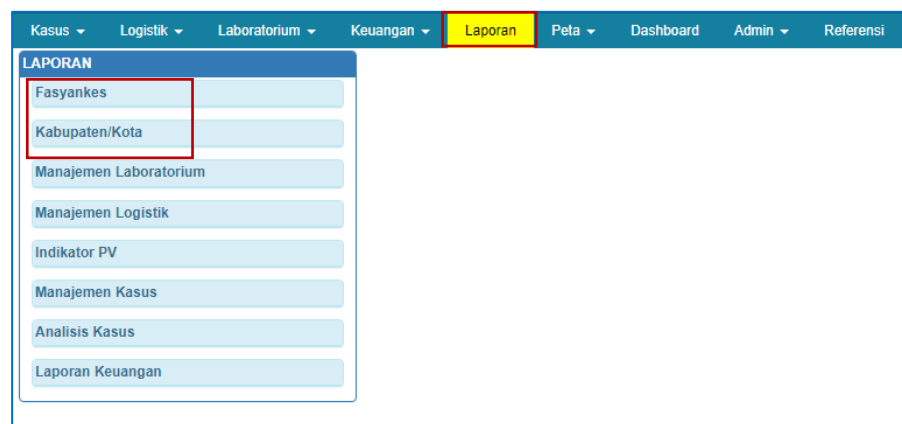 Kasus Logistik Laboratorium Keuangan Laporan Peta Dashboard Admin Referensi
LAPORAN
Fasyankes
Kabupaten/Kota
Manajemen Laboratorium
Manajemen Logistik
Indikator PV
Manajemen Kasus
Analisis Kasus
Laporan Keuangan